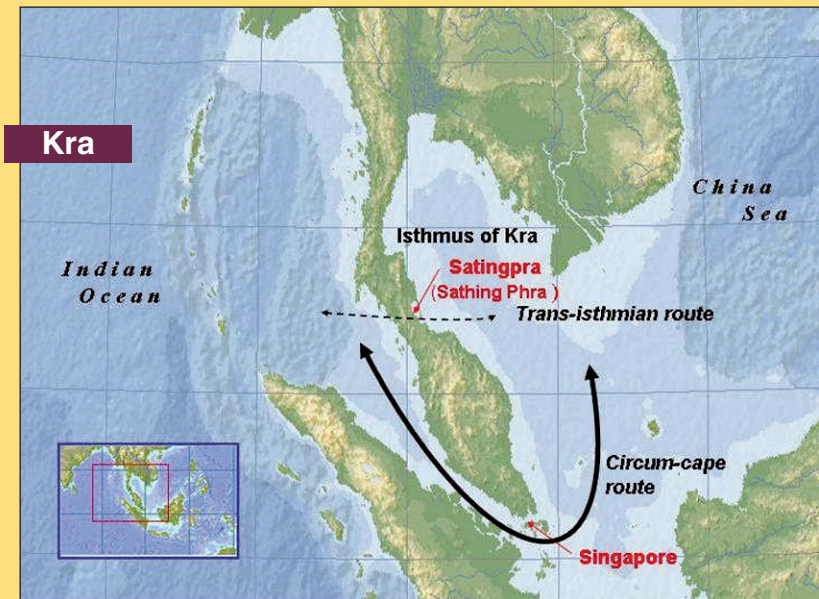 Kra
China
Sea
Isthmus of Kra
Indian
Ocean
Satingpra
(Sathing Phra )
Trans-isthmian route
Circum-cape
route
Singapore